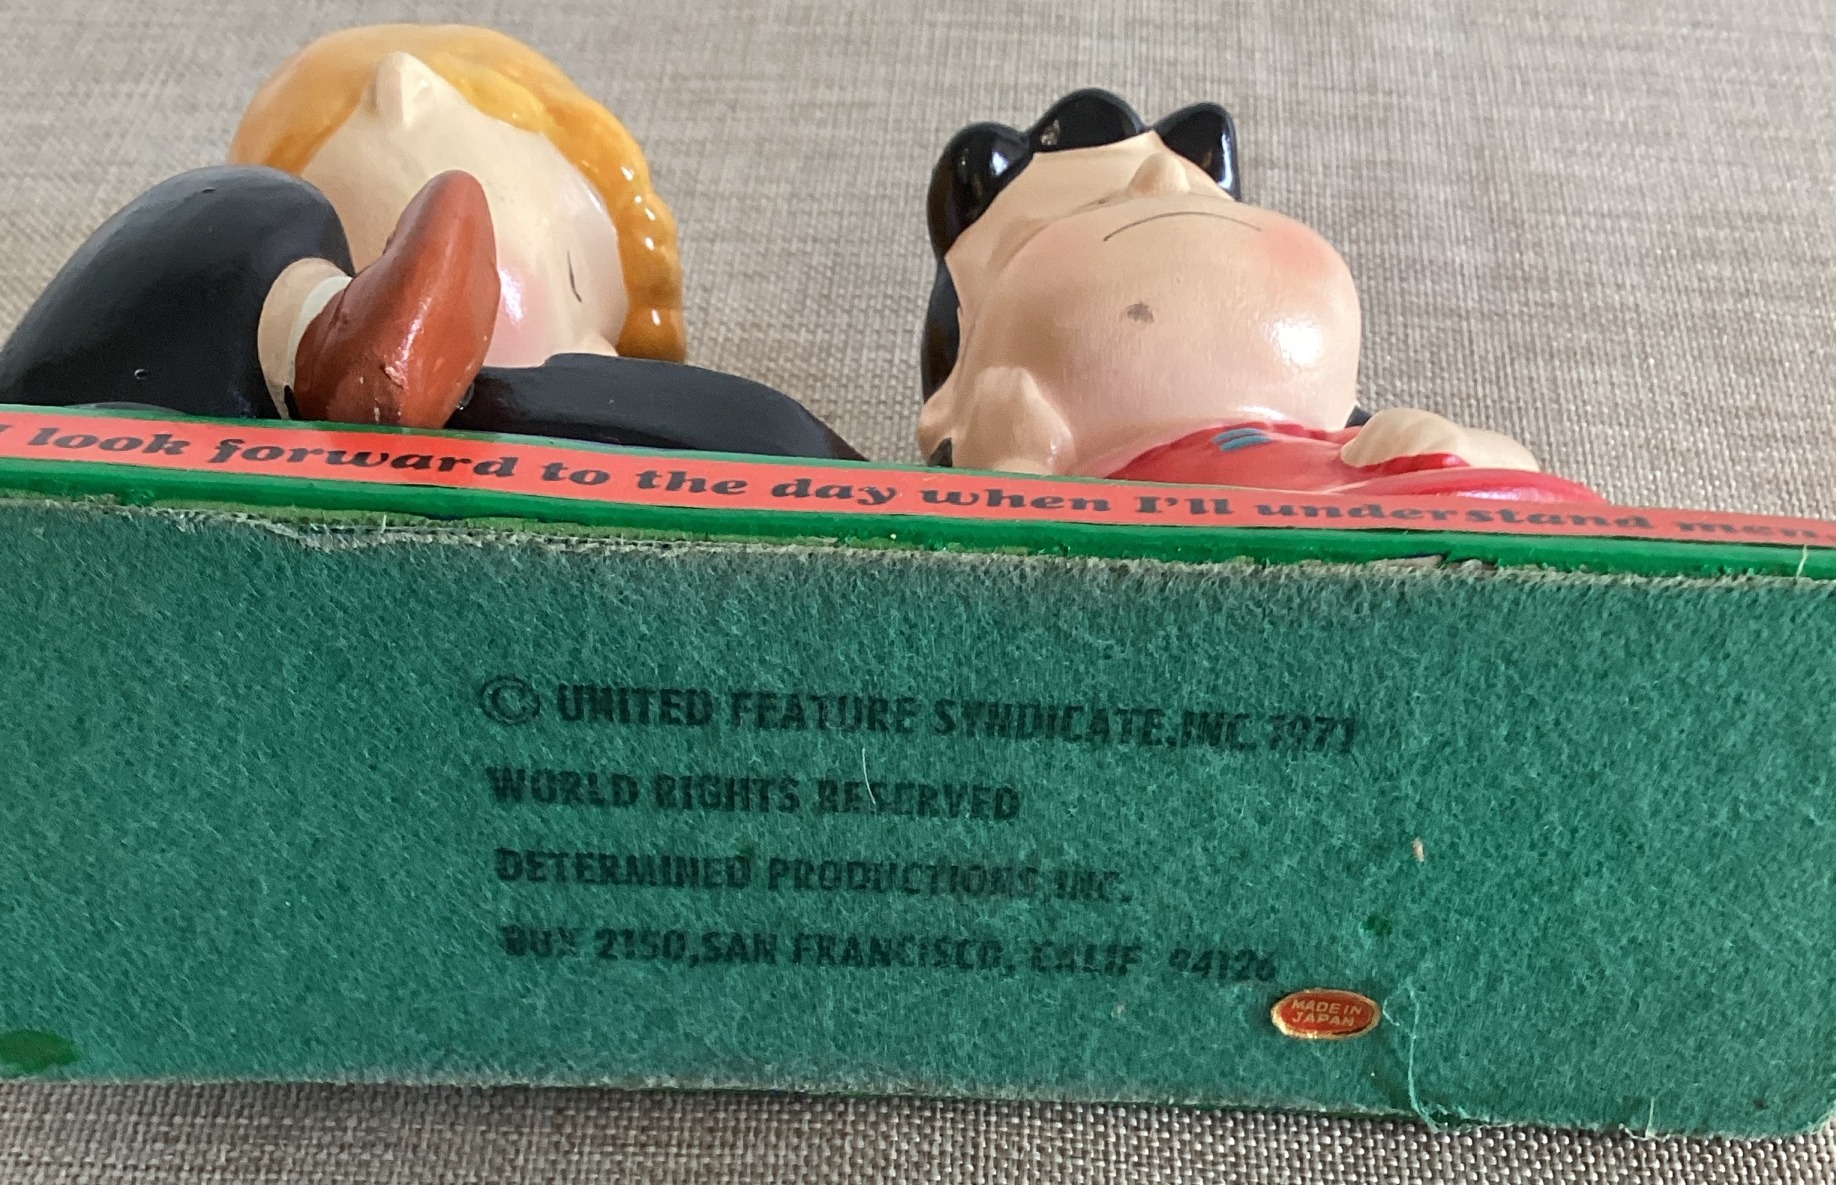 I look forward to the day when I'll understand men
© UNITED FEATURE SYNDICATE, INC. 1971
WORLD RIGHTS RESERVED
DETERMINED PRODUCTIONS INC.
BOX 2150, SAN FRANCISCO, CALIF 94126
MADE IN
JAPAN